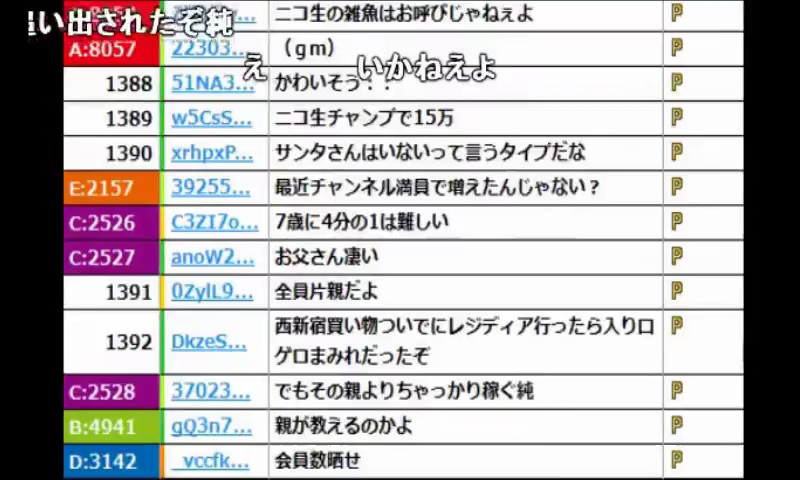 い出されたぞ純
ニコ生の雑魚はお呼びじゃねぇよ P
A:8057 22303... （gm） P
え いかねえよ
1388 51NA3... かわいそう：： P
1389 w5CsS... ニコ生チャンプで15万 P
1390 xrhpxP... サンタさんはいないって言うタイプだな P
E:2157 39255... 最近チャンネル満員で増えたんじゃない？ P
C:2526 C3ZI7o... 7歳に4分の1は難しい P
C:2527 anoW2... お父さん凄い P
1391 0ZylL9... 全員片親だよ P
1392 DkzeS... 西新宿買い物ついでにレジディア行ったら入り口 P
ゲロまみれだったぞ
C:2528 37023... でもその親よりちゃっかり稼ぐ純 P
B:4941 gQ3n7... 親が教えるのかよ P
D:3142 _vccfk... 会員数晒せ P